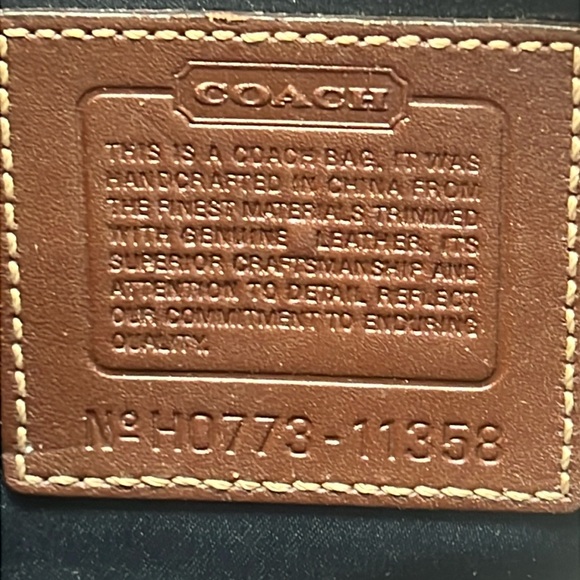 COACH
THIS IS A COACH BAG. IT WAS
HANDCRAFTED IN CHINA FROM
THE FINEST MATERIALS TRIMMED
WITH GENUINE LEATHER. ITS
SUPERIOR CRAFTSMANSHIP AND
ATTENTION TO DETAIL REFLECT
OUR COMMITMENT TO ENDURING
QUALITY.
Nº H0773-11358